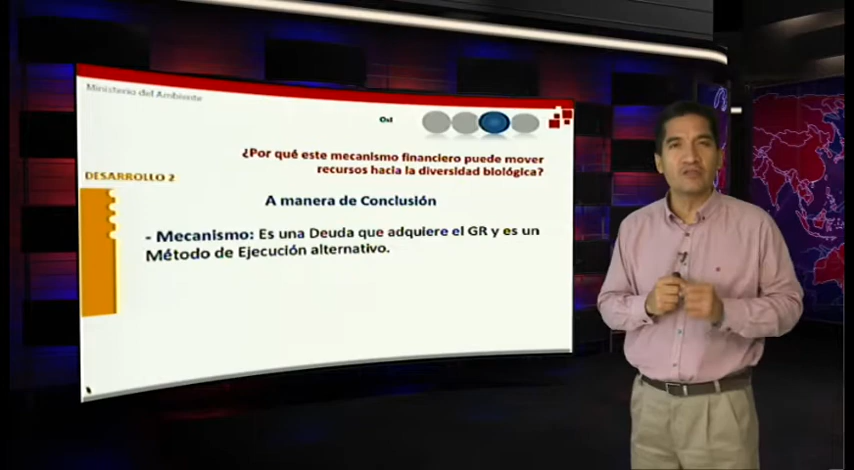 Ministerio del Ambiente
¿Por qué este mecanismo financiero puede mover
recursos hacia la diversidad biológica?
DESARROLLO 2
A manera de Conclusión
- Mecanismo: Es una Deuda que adquiere el GR y es un
Método de Ejecución alternativo.